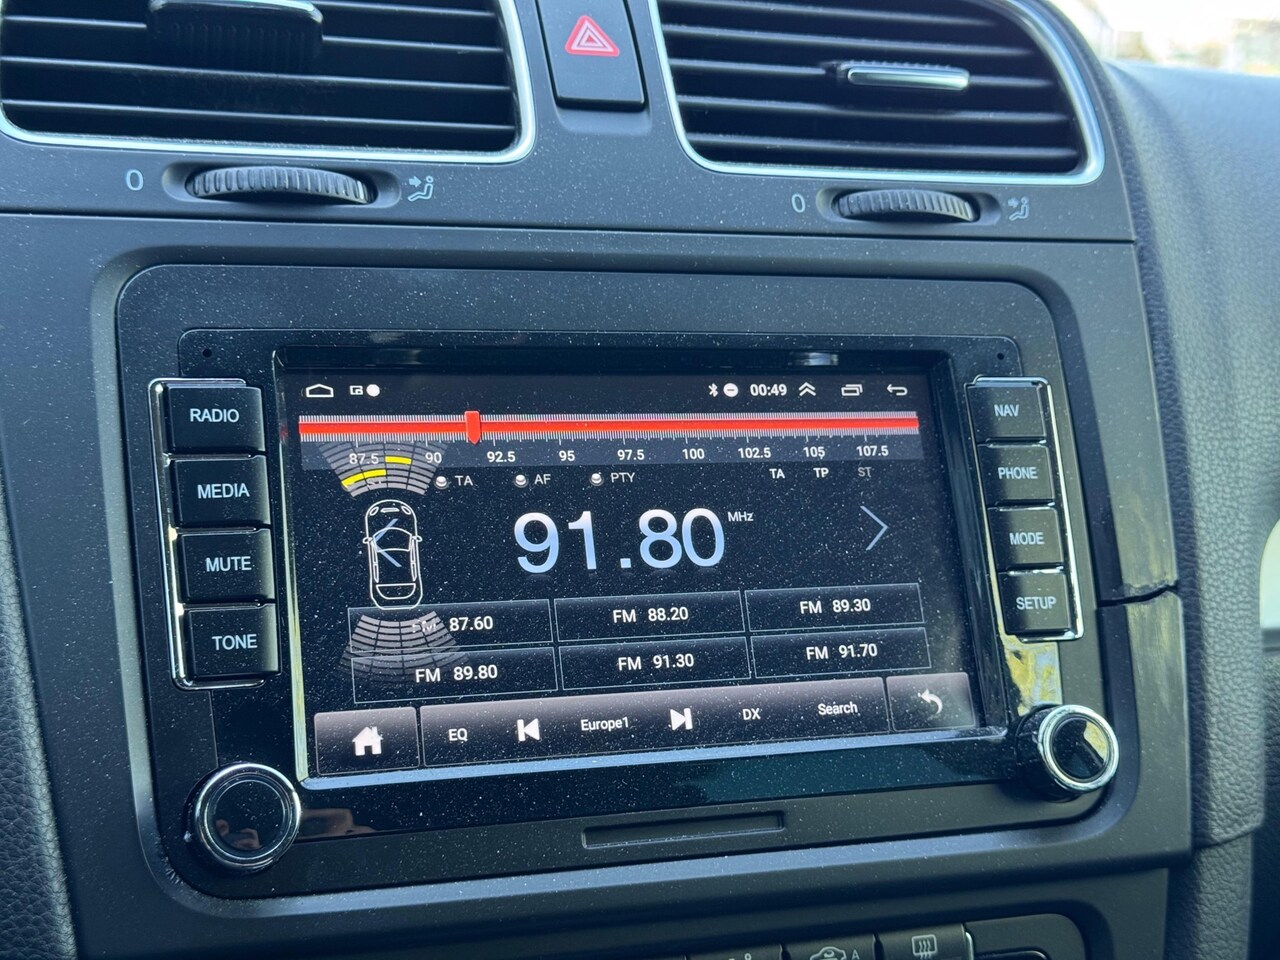 0
0
RADIO
MEDIA
MUTE
TONE
00:49
87.5 90 92.5 95 97.5 100 102.5 105 107.5
TA AF PTY TA TP ST
91.80 MHz
FM 87.60 FM 88.20 FM 89.30
FM 89.80 FM 91.30 FM 91.70
EQ Europe1 DX Search
NAV
PHONE
MODE
SETUP
A